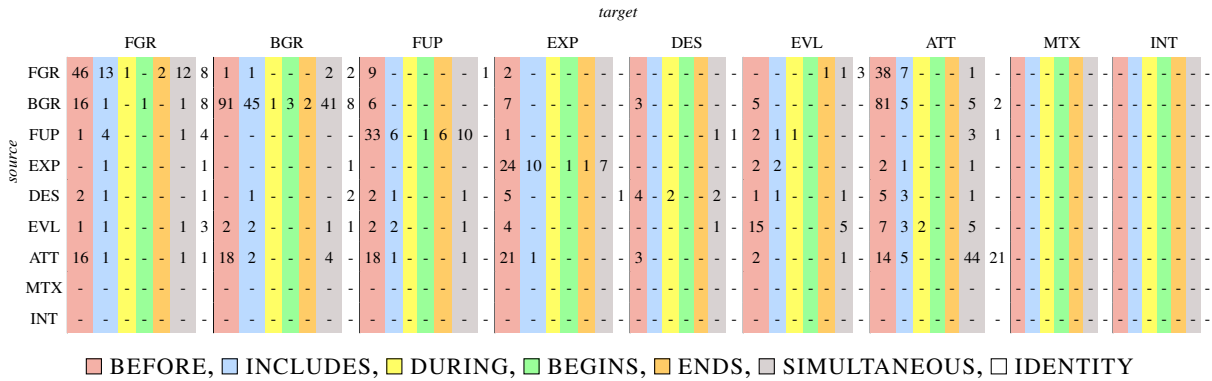 target
FGR BGR FUP EXP DES EVL ATT MTX INT
source
FGR 46 13 1 - 2 12 8 1 1 - - - 2 2 9 - - - - - 1 2 - - - - - - - - - - - - - - - - - 1 1 3 38 7 - - - 1 - - - - - - - - - - - - - - -
BGR 16 1 - 1 - 1 8 91 45 1 3 2 41 8 6 - - - - - - 7 - - - - - - 3 - - - - - - 5 - - - - - - 81 5 - - - 5 2 - - - - - - - - - - - - - -
FUP 1 4 - - - 1 4 - - - - - - - 33 6 - 1 6 10 - 1 - - - - - - - - - - - 1 1 2 1 1 - - - - - - - - - 3 1 - - - - - - - - - - - - - -
EXP - 1 - - - - 1 - - - - - - 1 - - - - - - - 24 10 - 1 1 7 - - - - - - - - 2 2 - - - - - 2 1 - - - 1 - - - - - - - - - - - - - - -
DES 2 1 - - - - 1 - 1 - - - - 2 2 1 - - - 1 - 5 - - - - - 1 4 - 2 - - 2 - 1 1 - - - 1 - 5 3 - - - 1 - - - - - - - - - - - - - - -
EVL 1 1 - - - 1 3 2 2 - - - 1 1 2 2 - - - 1 - 4 - - - - - - - - - - - 1 - 15 - - - - 5 - 7 3 2 - - 5 - - - - - - - - - - - - - - -
ATT 16 1 - - - 1 1 18 2 - - - 4 - 18 1 - - - 1 - 21 1 - - - - - 3 - - - - - - 2 - - - - 1 - 14 5 - - - 44 21 - - - - - - - - - - - - - -
MTX - - - - - - - - - - - - - - - - - - - - - - - - - - - - - - - - - - - - - - - - - - - - - - - - - - - - - - - - - - - - - - -
INT - - - - - - - - - - - - - - - - - - - - - - - - - - - - - - - - - - - - - - - - - - - - - - - - - - - - - - - - - - - - - - -
BEFORE, INCLUDES, DURING, BEGINS, ENDS, SIMULTANEOUS, IDENTITY